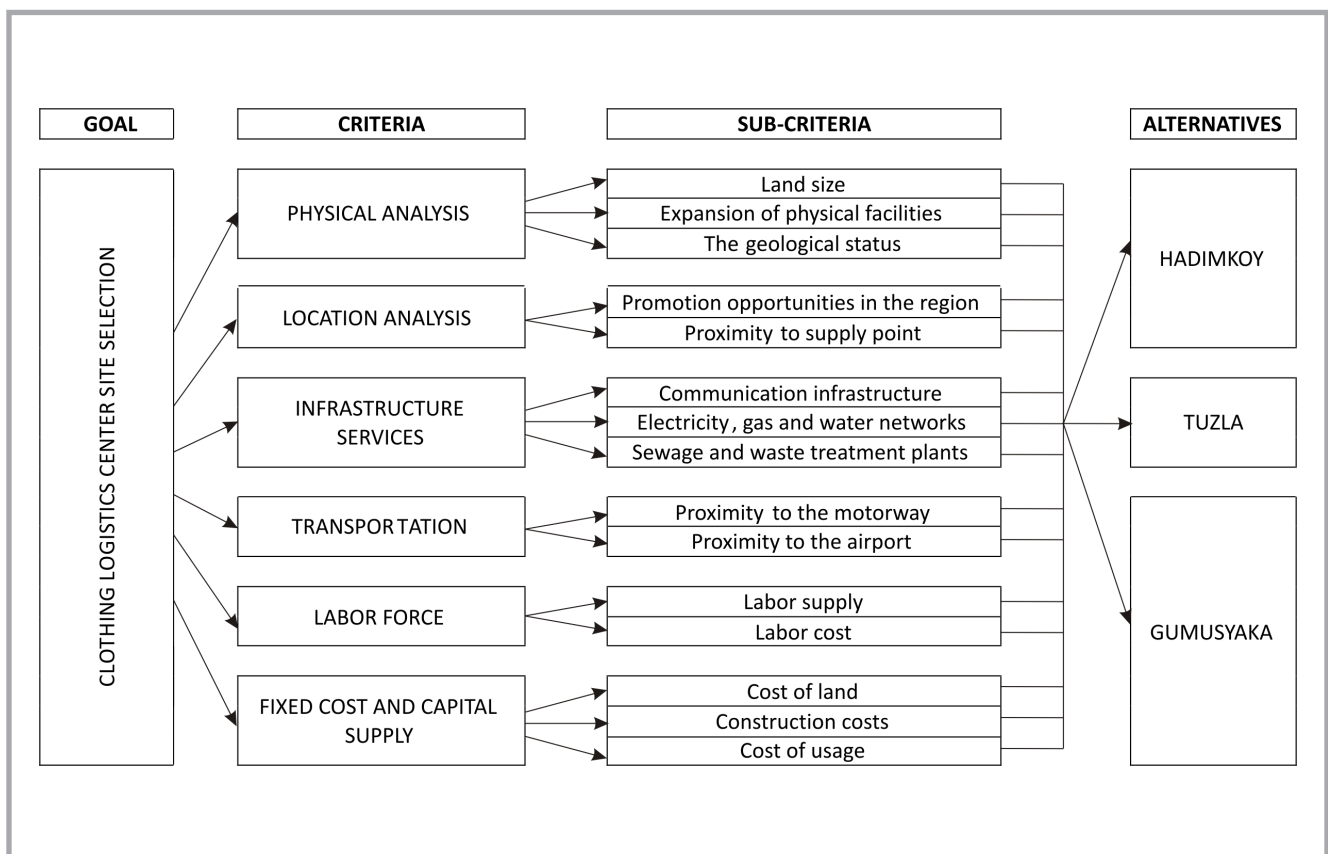 GOAL
CRITERIA
SUB-CRITERIA
ALTERNATIVES
CLOTHING LOGISTICS CENTER SITE SELECTION
PHYSICAL ANALYSIS
Land size
Expansion of physical facilities
The geological status
LOCATION ANALYSIS
Promotion opportunities in the region
Proximity to supply point
INFRASTRUCTURE
SERVICES
Communication infrastructure
Electricity, gas and water networks
Sewage and waste treatment plants
TRANSPORTATION
Proximity to the motorway
Proximity to the airport
LABOR FORCE
Labor supply
Labor cost
FIXED COST AND CAPITAL
SUPPLY
Cost of land
Construction costs
Cost of usage
HADIMKOY
TUZLA
GUMUSYAKA